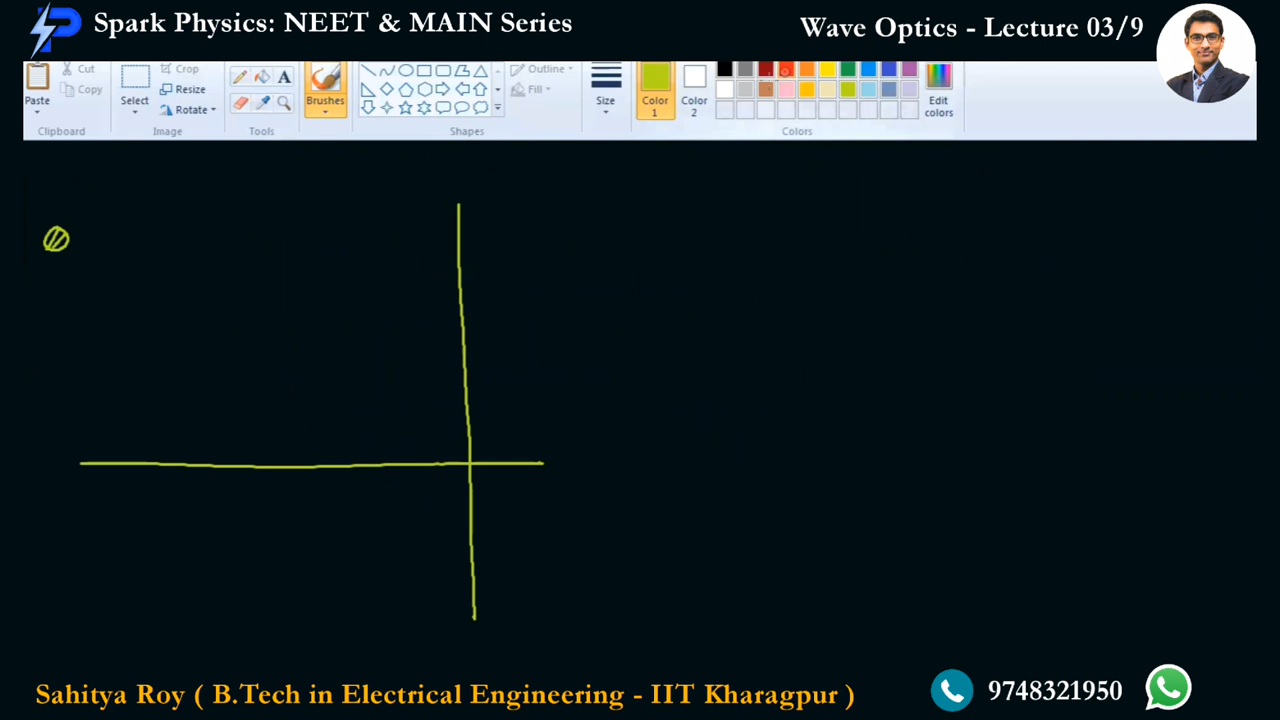 Spark Physics: NEET & MAIN Series
Wave Optics - Lecture 03/9
Paste
Cut
Copy
Clipboard
Select
Crop
Resize
Rotate
Image
A
Tools
Brushes
Outline
Fill
Shapes
Size
Color 1
Color 2
Edit colors
Colors
Sahitya Roy ( B.Tech in Electrical Engineering - IIT Kharagpur )
9748321950